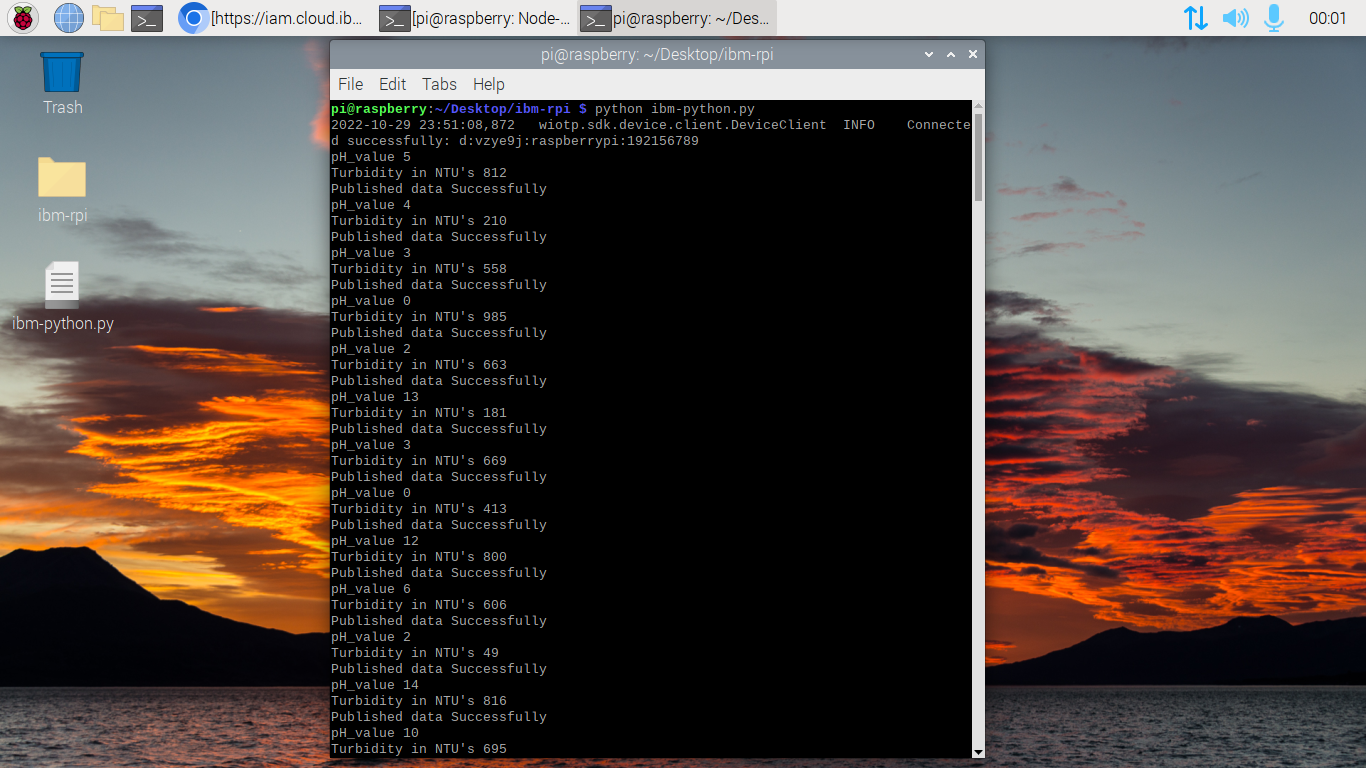 [https://iam.cloud.ib... [pi@raspberry: Node-... pi@raspberry: ~/Des... 00:01
Trash
ibm-rpi
ibm-python.py
pi@raspberry: ~/Desktop/ibm-rpi
File Edit Tabs Help
pi@raspberry:~/Desktop/ibm-rpi $ python ibm-python.py
2022-10-29 23:51:08,872   wiotp.sdk.device.client.DeviceClient  INFO    Connecte
d successfully: d:vzye9j:raspberrypi:192156789
pH_value 5
Turbidity in NTU's 812
Published data Successfully
pH_value 4
Turbidity in NTU's 210
Published data Successfully
pH_value 3
Turbidity in NTU's 558
Published data Successfully
pH_value 0
Turbidity in NTU's 985
Published data Successfully
pH_value 2
Turbidity in NTU's 663
Published data Successfully
pH_value 13
Turbidity in NTU's 181
Published data Successfully
pH_value 3
Turbidity in NTU's 669
Published data Successfully
pH_value 0
Turbidity in NTU's 413
Published data Successfully
pH_value 12
Turbidity in NTU's 800
Published data Successfully
pH_value 6
Turbidity in NTU's 606
Published data Successfully
pH_value 2
Turbidity in NTU's 49
Published data Successfully
pH_value 14
Turbidity in NTU's 816
Published data Successfully
pH_value 10
Turbidity in NTU's 695